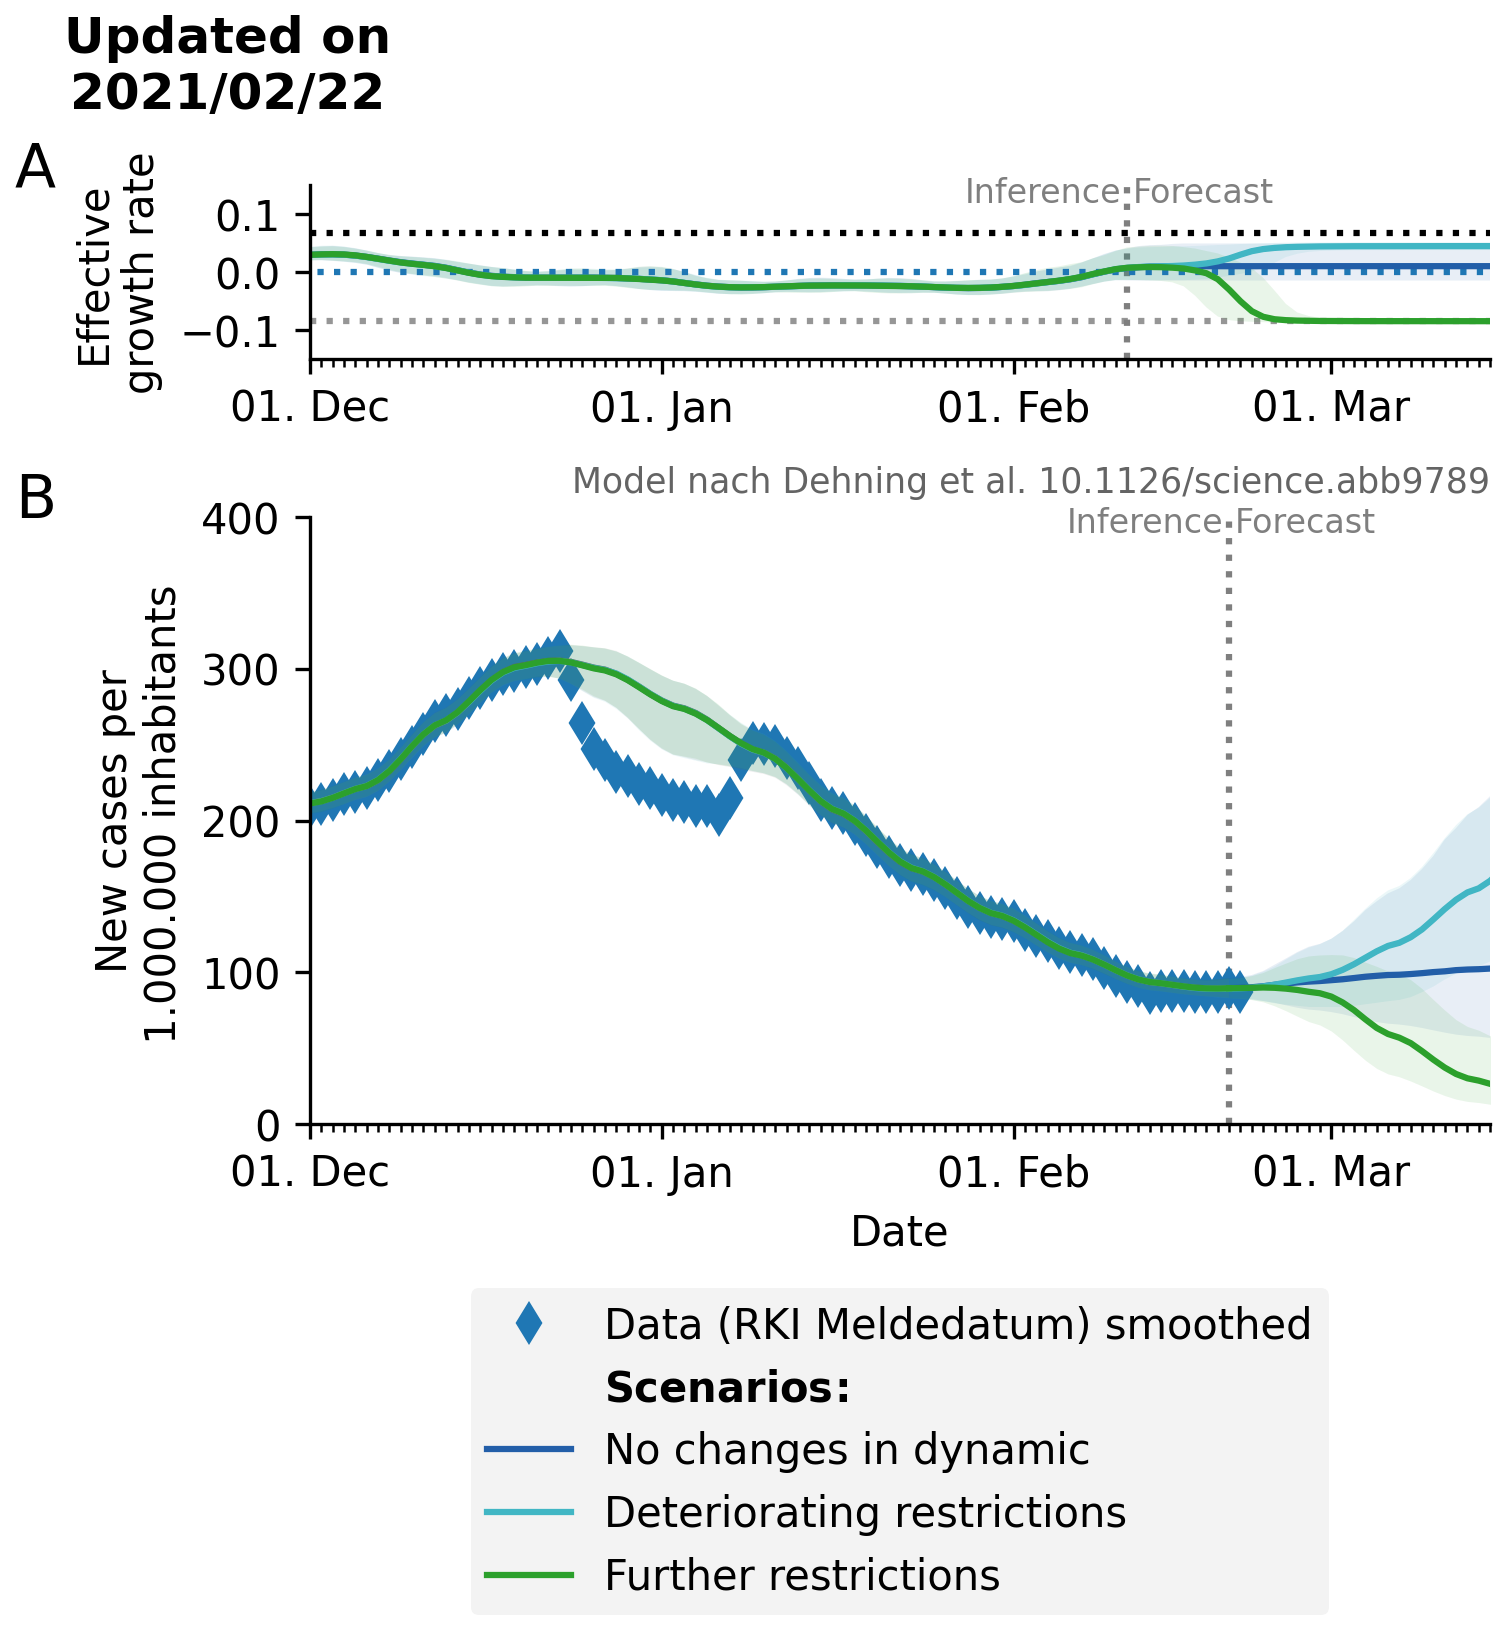 Updated on
2021/02/22
A
Effective
growth rate
Inference Forecast
0.1
0.0
−0.1
01. Dec 01. Jan 01. Feb 01. Mar
B
Model nach Dehning et al. 10.1126/science.abb9789
Inference Forecast
New cases per
1.000.000 inhabitants
400
300
200
100
0
01. Dec 01. Jan 01. Feb 01. Mar
Date
Data (RKI Meldedatum) smoothed
Scenarios:
No changes in dynamic
Deteriorating restrictions
Further restrictions